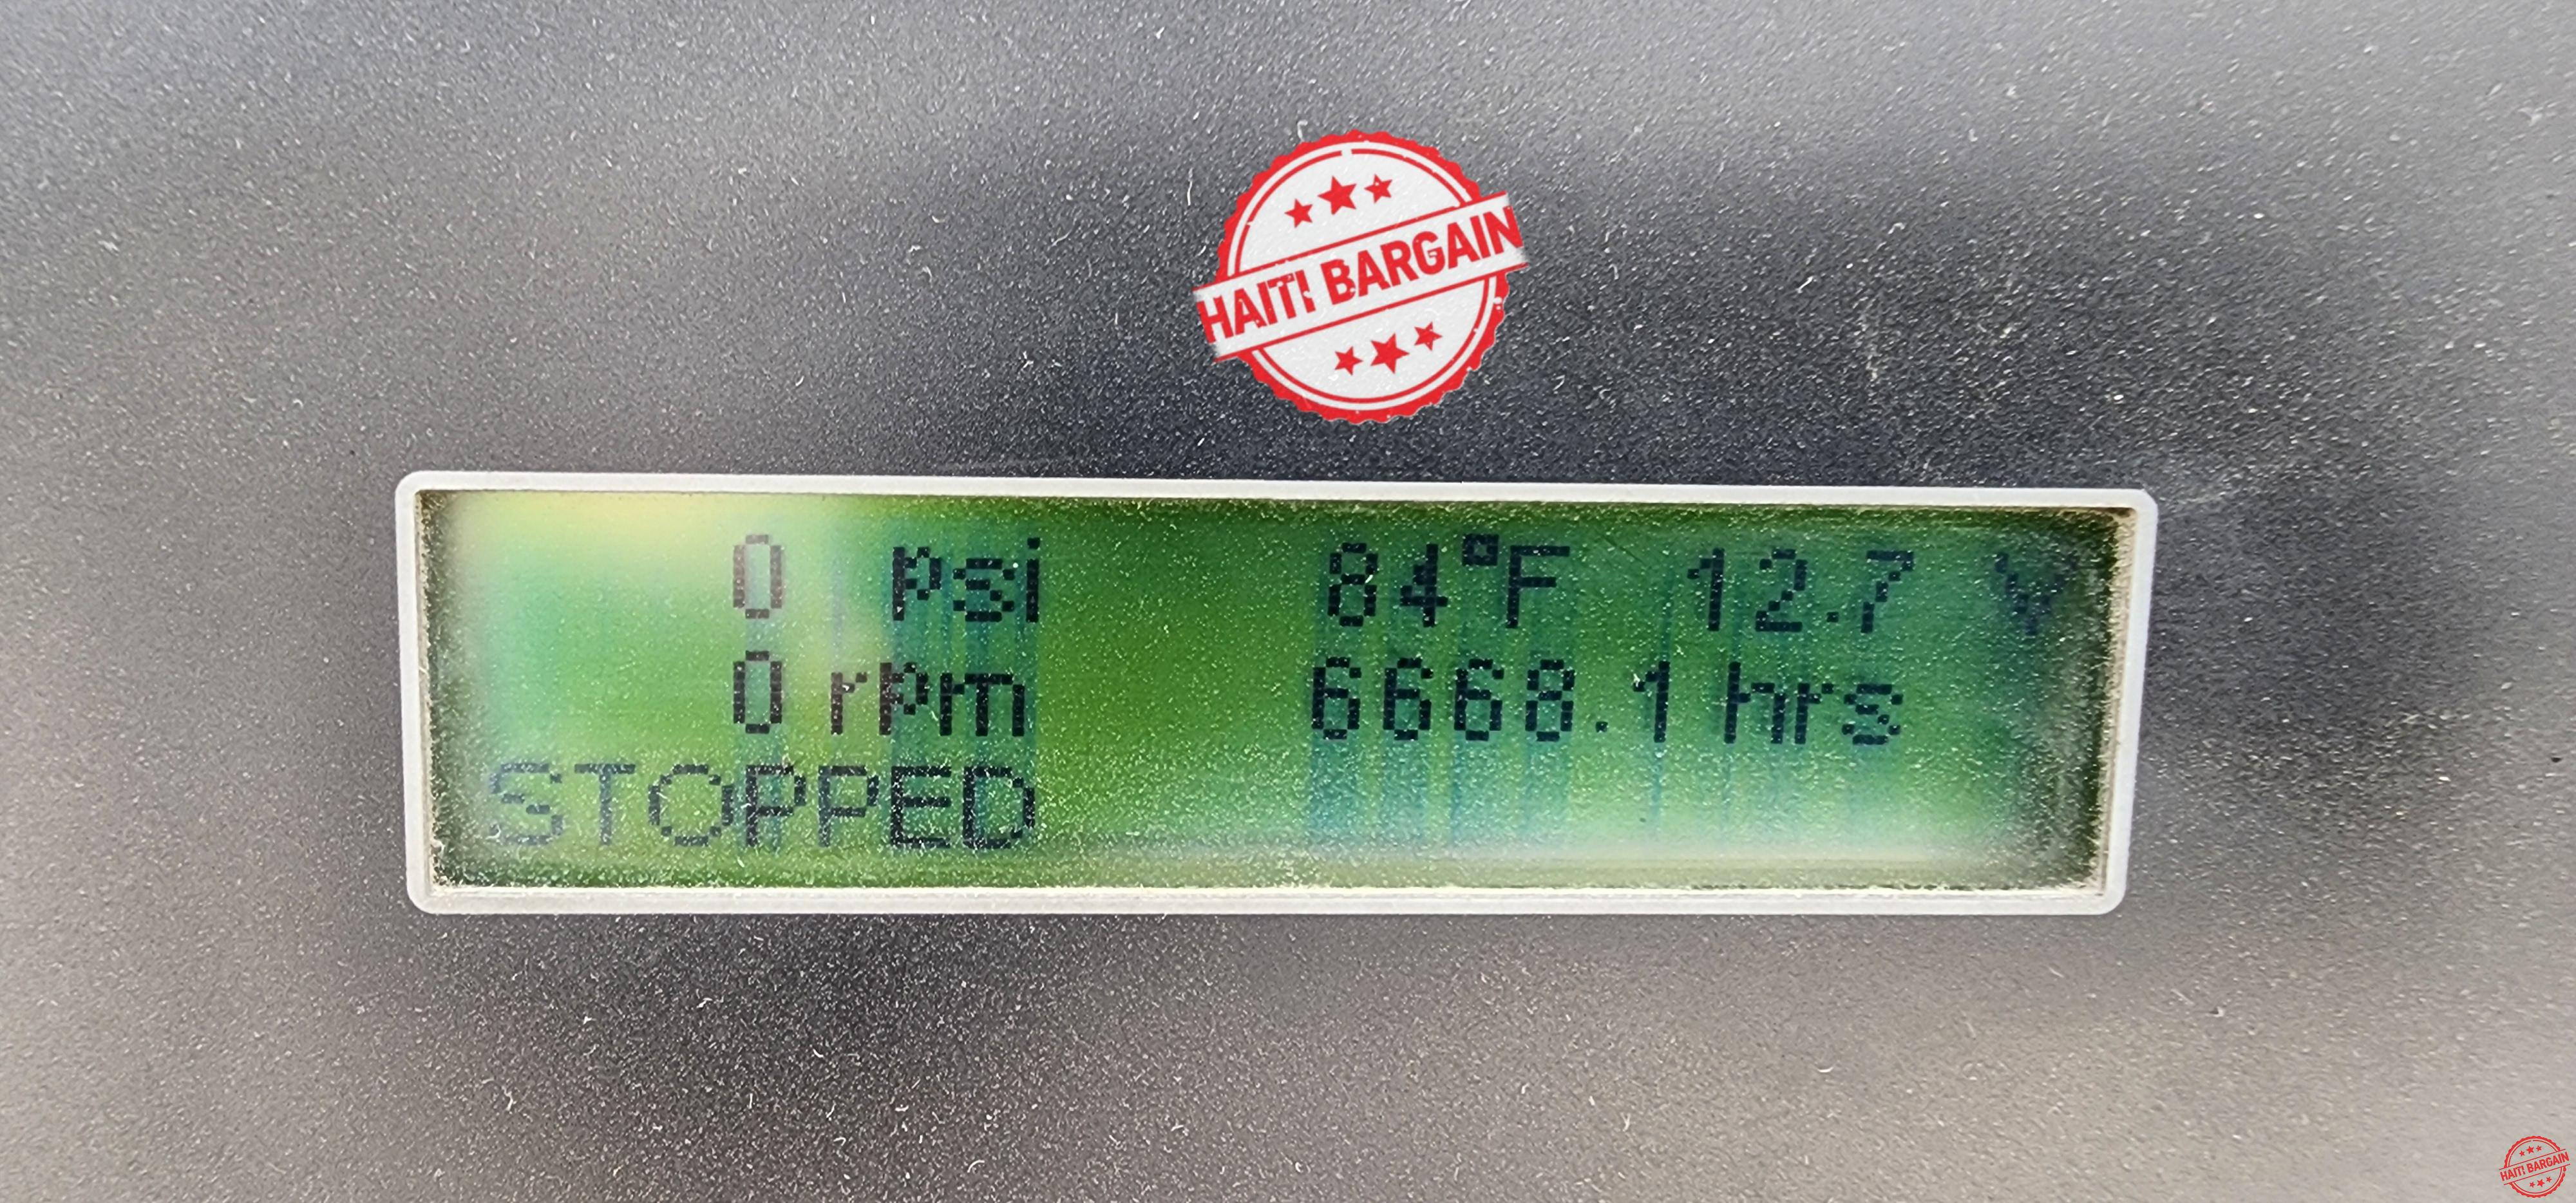 HAITI BARGAIN
0 psi 84°F 12.7 V
0 rpm 6668.1 hrs
STOPPED
HAITI BARGAIN